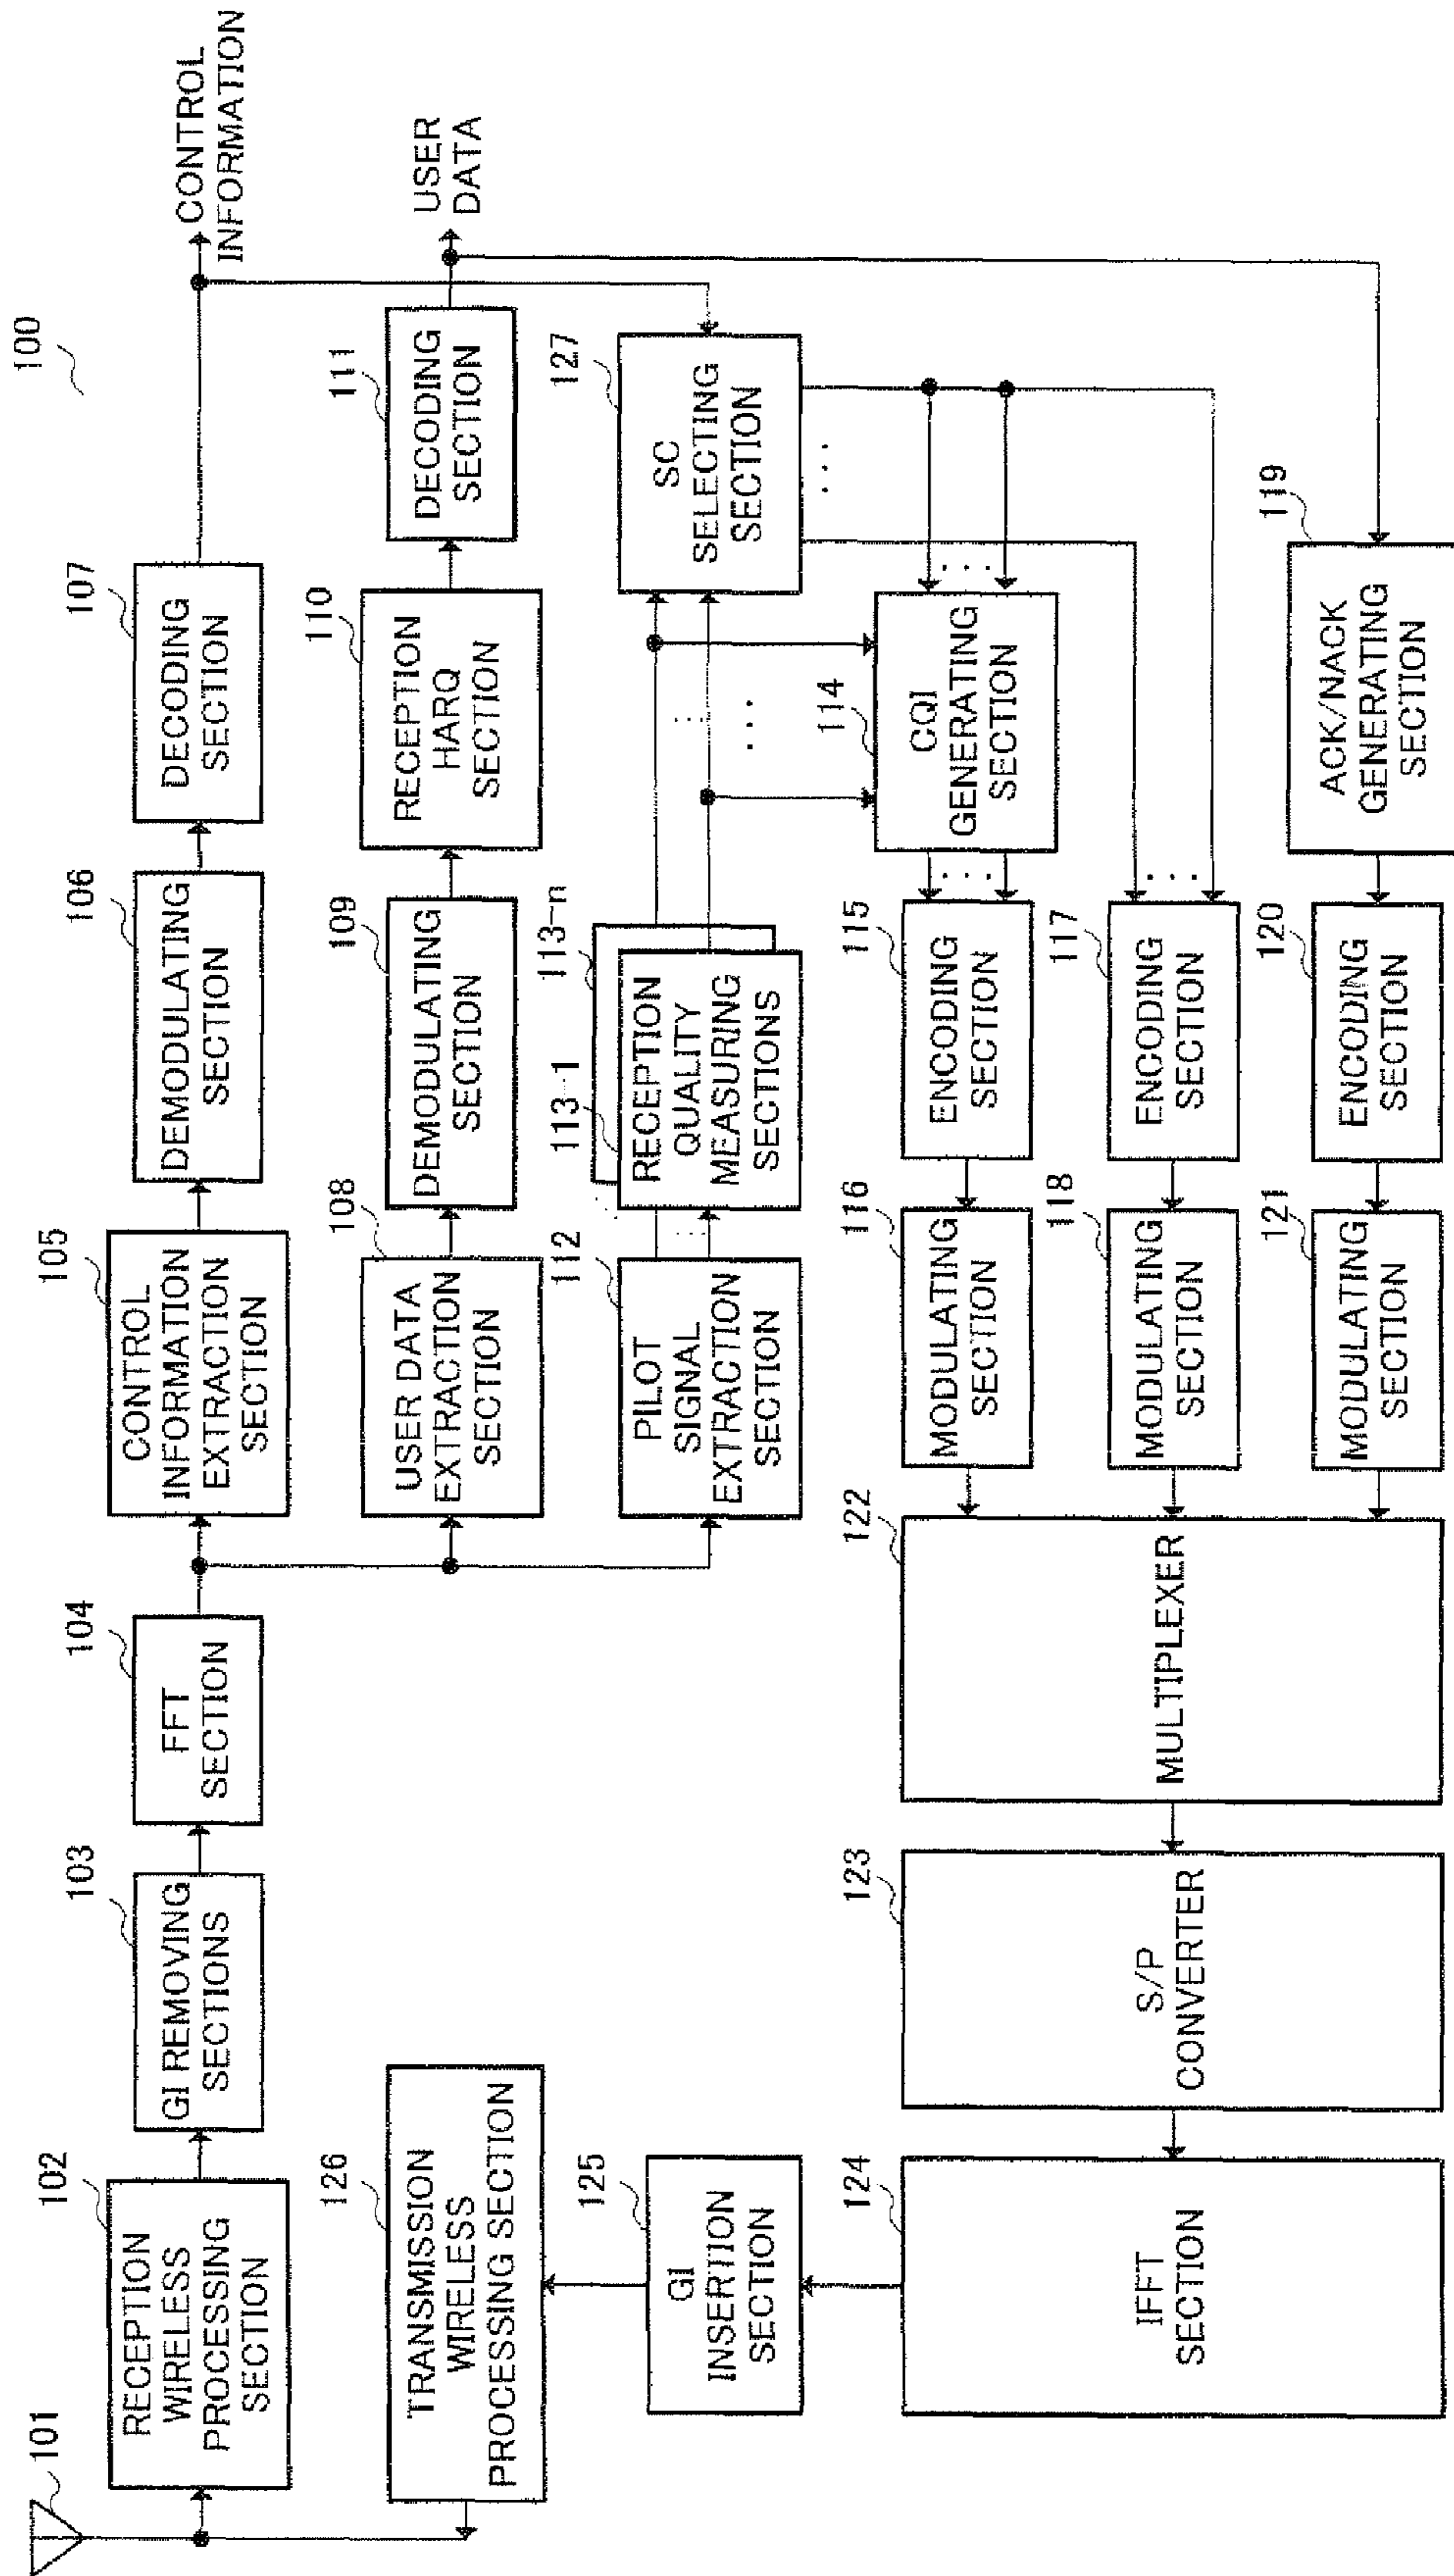 100
101
102
RECEPTION
WIRELESS
PROCESSING
SECTION
103
GI REMOVING
SECTIONS
104
FFT
SECTION
105
CONTROL
INFORMATION
EXTRACTION
SECTION
106
DEMODULATING
SECTION
107
DECODING
SECTION
CONTROL
INFORMATION
108
USER DATA
EXTRACTION
SECTION
109
DEMODULATING
SECTION
110
RECEPTION
HARQ
SECTION
111
DECODING
SECTION
USER
DATA
112
PILOT
SIGNAL
EXTRACTION
SECTION
113-1
113-n
RECEPTION
QUALITY
MEASURING
SECTIONS
127
SC
SELECTING
SECTION
114
CQI
GENERATING
SECTION
115
ENCODING
SECTION
116
MODULATING
SECTION
117
ENCODING
SECTION
118
MODULATING
SECTION
119
ACK/NACK
GENERATING
SECTION
120
ENCODING
SECTION
121
MODULATING
SECTION
122
MULTIPLEXER
123
S/P
CONVERTER
124
IFFT
SECTION
125
GI
INSERTION
SECTION
126
TRANSMISSION
WIRELESS
PROCESSING SECTION